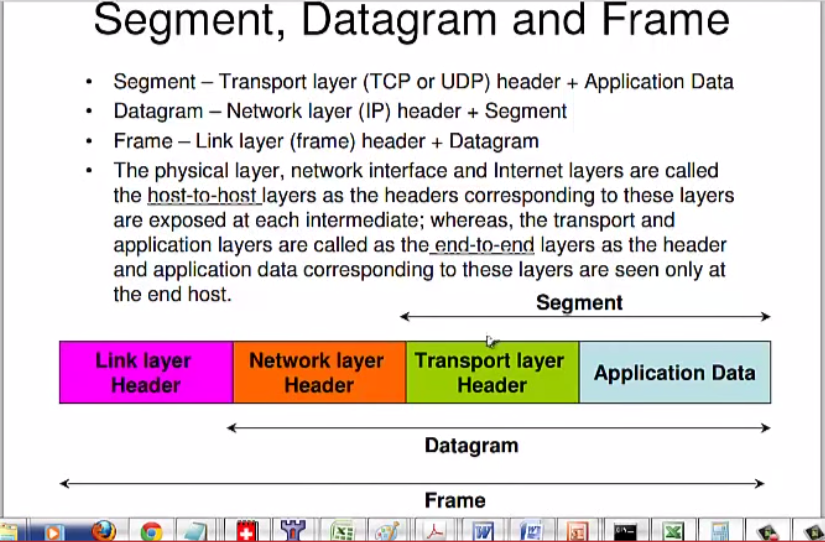 Segment, Datagram and Frame
• Segment – Transport layer (TCP or UDP) header + Application Data
• Datagram – Network layer (IP) header + Segment
• Frame – Link layer (frame) header + Datagram
• The physical layer, network interface and Internet layers are called
the host-to-host layers as the headers corresponding to these layers
are exposed at each intermediate; whereas, the transport and
application layers are called as the end-to-end layers as the header
and application data corresponding to these layers are seen only at
the end host.
Segment
Link layer
Header
Network layer
Header
Transport layer
Header
Application Data
Datagram
Frame